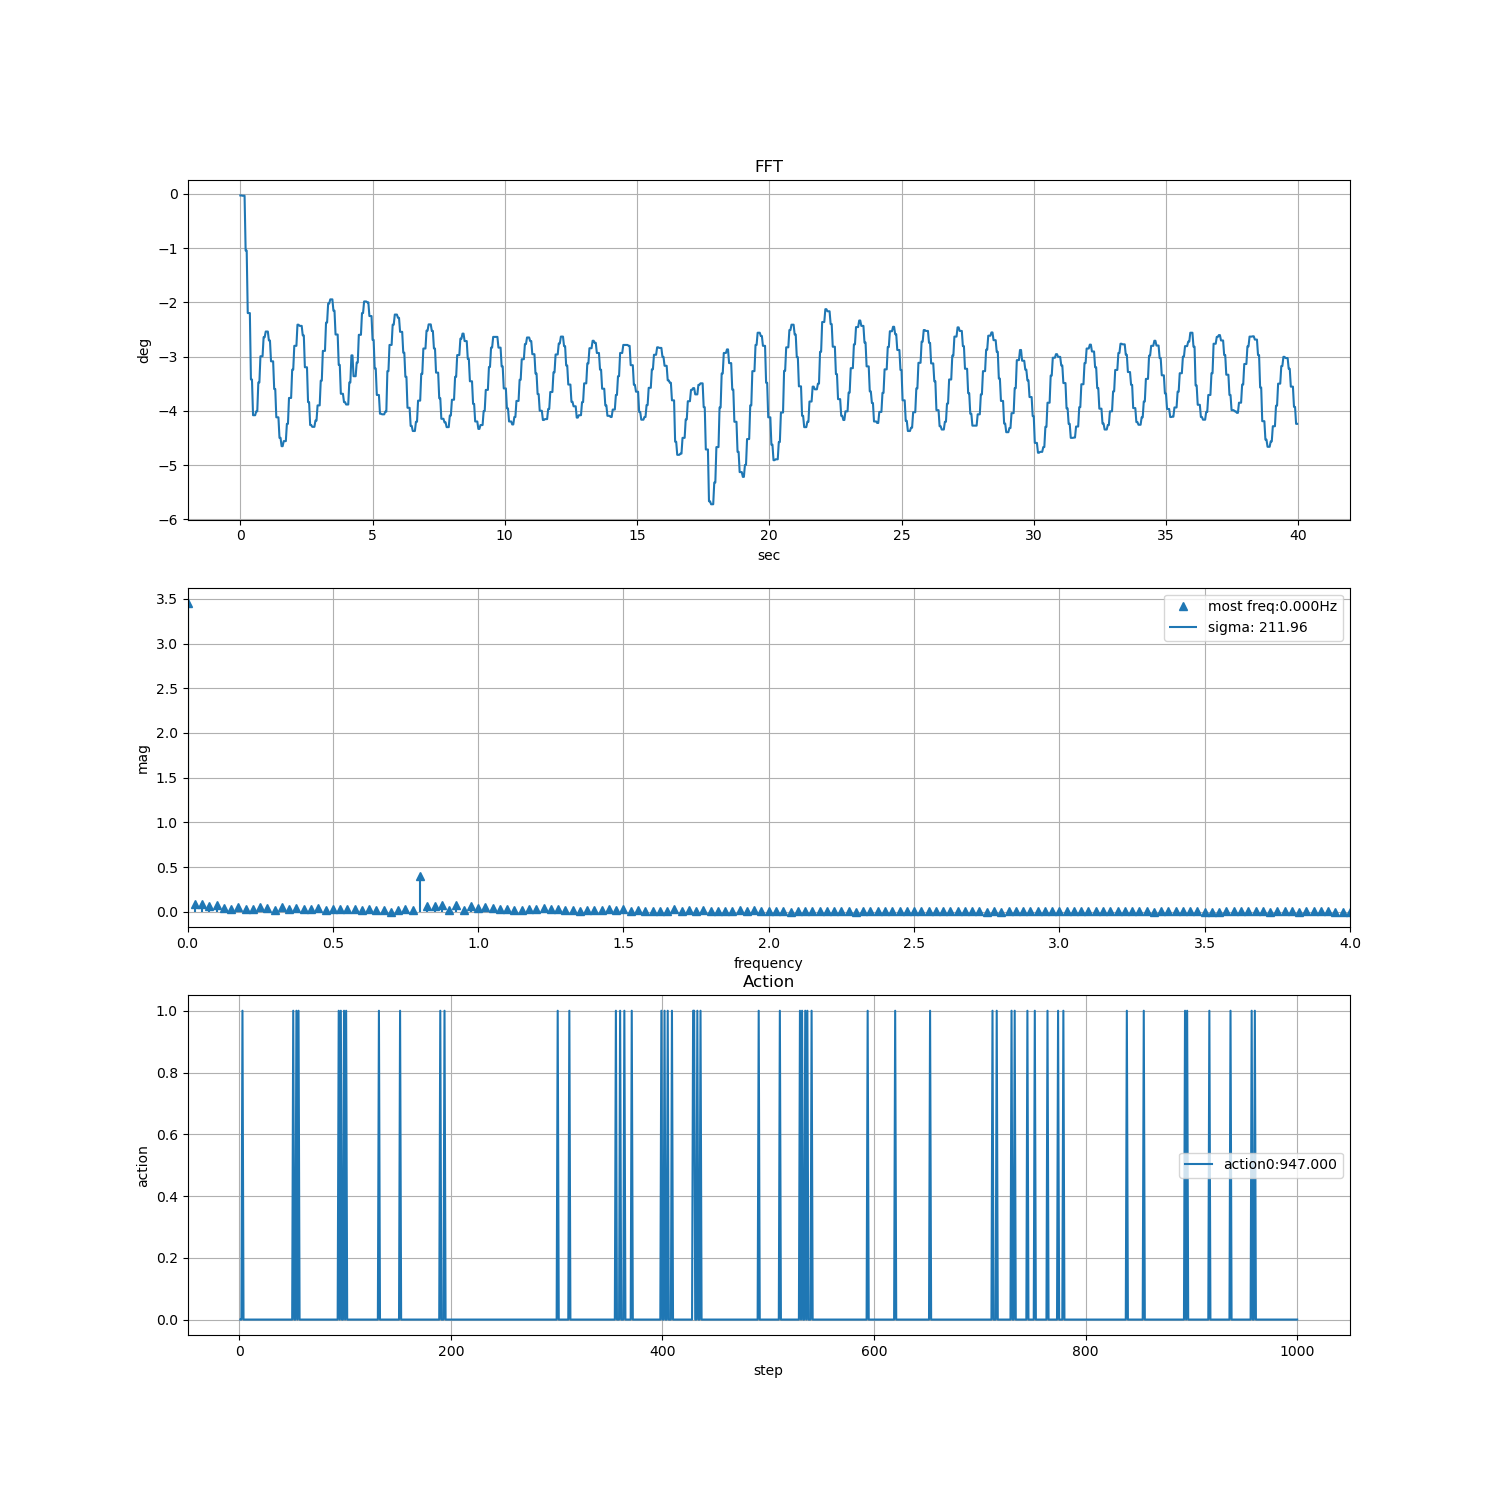 FFT
0
−1
−2
−3
−4
−5
−6
deg
0 5 10 15 20 25 30 35 40
sec
3.5
3.0
2.5
2.0
1.5
1.0
0.5
0.0
mag
most freq:0.000Hz
sigma: 211.96
0.0 0.5 1.0 1.5 2.0 2.5 3.0 3.5 4.0
frequency
Action
1.0
0.8
0.6
0.4
0.2
0.0
action
action0:947.000
0 200 400 600 800 1000
step